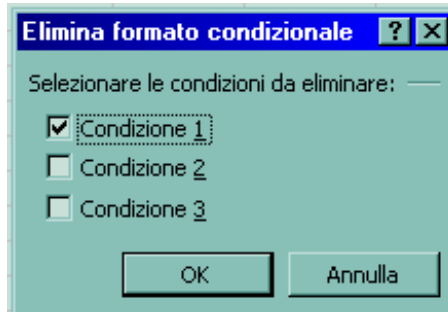 Elimina formato condizionale ? X
Selezionare le condizioni da eliminare:
Condizione 1
Condizione 2
Condizione 3
OK Annulla